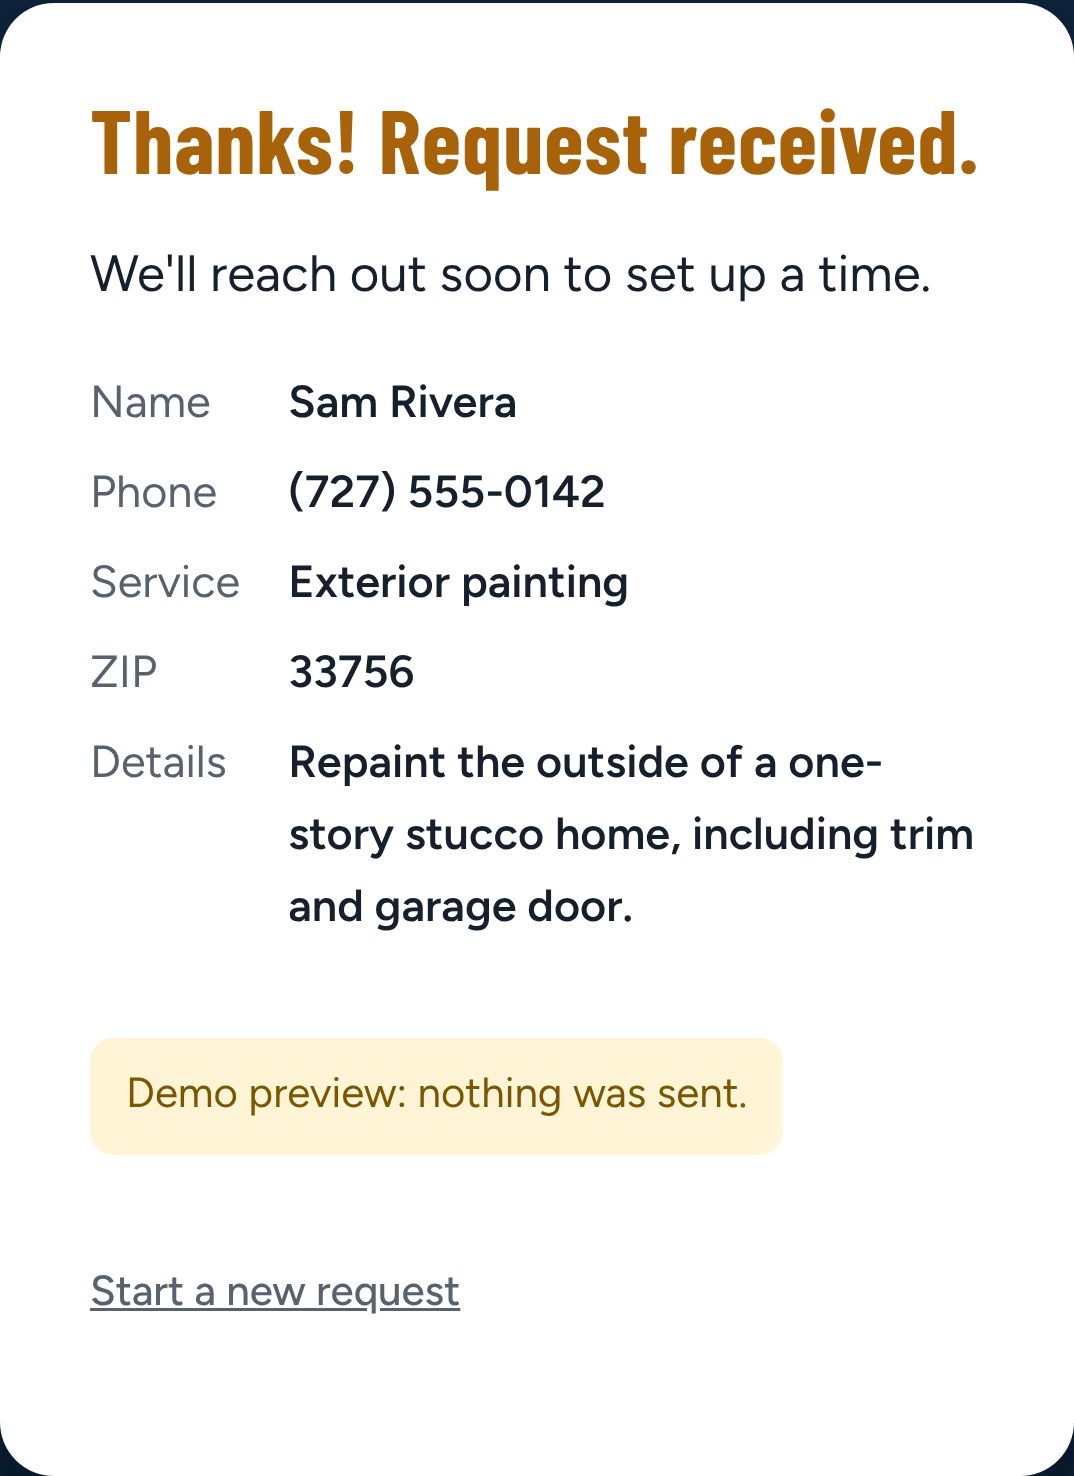 Thanks! Request received.
We'll reach out soon to set up a time.
Name Sam Rivera
Phone (727) 555-0142
Service Exterior painting
ZIP 33756
Details Repaint the outside of a one-
story stucco home, including trim
and garage door.
Demo preview: nothing was sent.
Start a new request